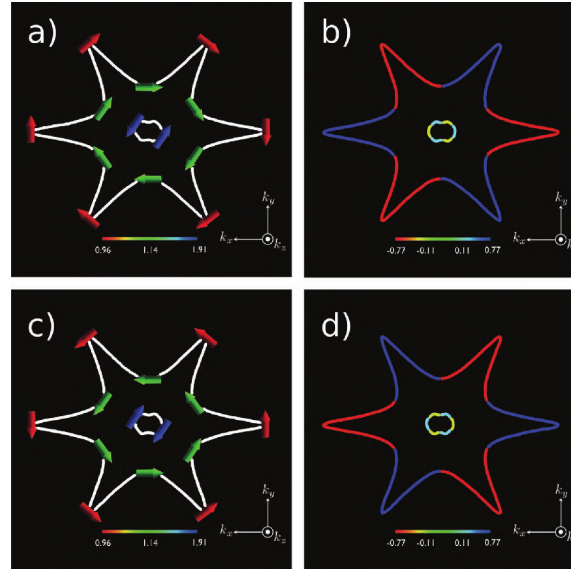 a)
k_y
k_x
k_z
0.96 1.14 1.91
b)
k_y
k_x
k_z
-0.77 -0.11 0.11 0.77
c)
k_y
k_x
k_z
0.96 1.14 1.91
d)
k_y
k_x
k
-0.77 -0.11 0.11 0.77